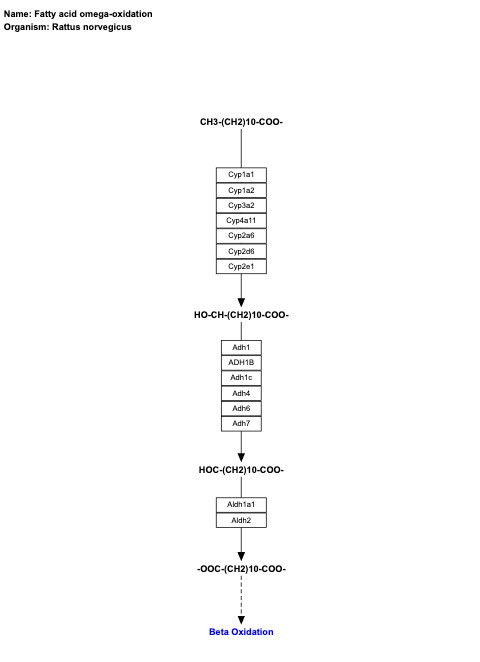 Name: Fatty acid omega-oxidation
Organism: Rattus norvegicus
CH3-(CH2)10-COO-
Cyp1a1
Cyp1a2
Cyp3a2
Cyp4a11
Cyp2a6
Cyp2d6
Cyp2e1
HO-CH-(CH2)10-COO-
Adh1
ADH1B
Adh1c
Adh4
Adh6
Adh7
HOC-(CH2)10-COO-
Aldh1a1
Aldh2
-OOC-(CH2)10-COO-
Beta Oxidation